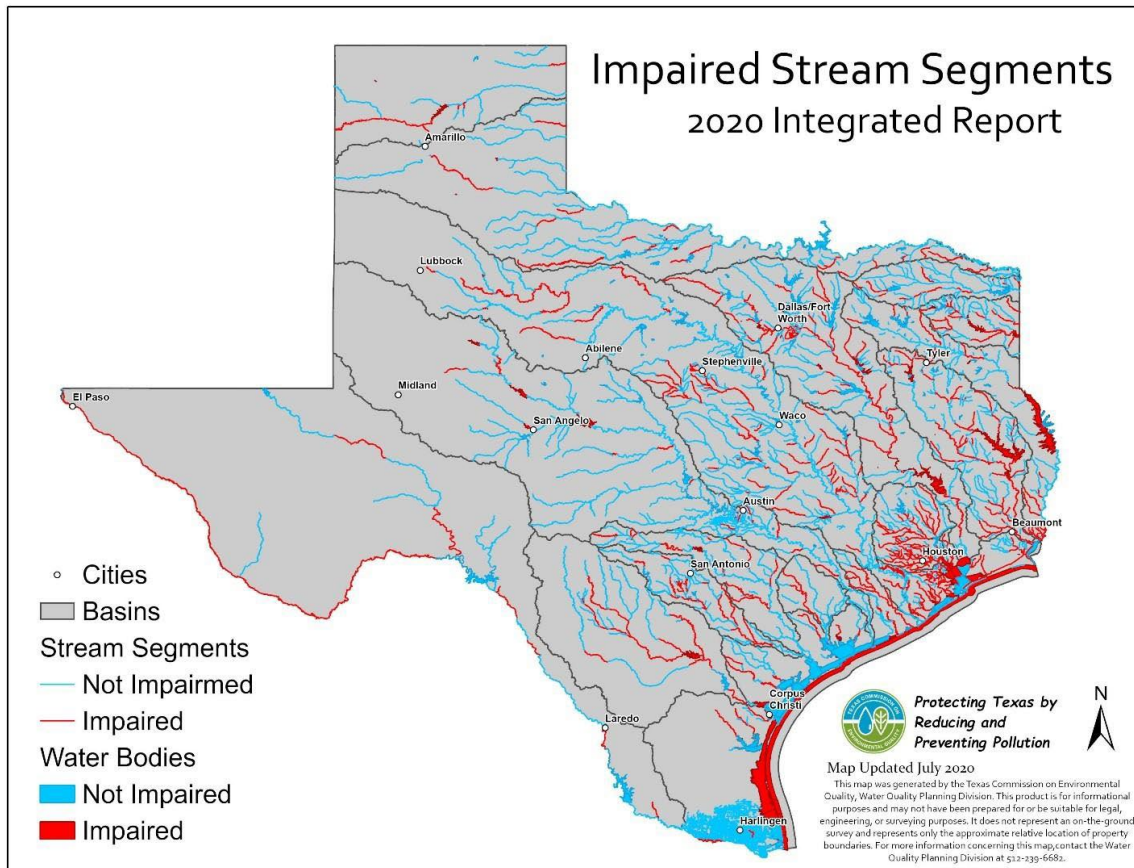 Impaired Stream Segments
2020 Integrated Report
Amarillo
Lubbock
Dallas/Fort
Worth
Tyler
Abilene
Stephenville
Midland
El Paso
San Angelo
Waco
Austin
Beaumont
Houston
San Antonio
Corpus
Christi
Laredo
Harlingen
Cities
Basins
Stream Segments
Not Impairmed
Impaired
Water Bodies
Not Impaired
Impaired
TEXAS COMMISSION ON
ENVIRONMENTAL QUALITY
Protecting Texas by
Reducing and
Preventing Pollution
N
Map Updated July 2020
This map was generated by the Texas Commission on Environmental
Quality, Water Quality Planning Division. This product is for informational
purposes and may not have been prepared for or be suitable for legal,
engineering, or surveying purposes. It does not represent an on-the-ground
survey and represents only the approximate relative location of property
boundaries. For more information concerning this map,contact the Water
Quality Planning Division at 512-239-6682.